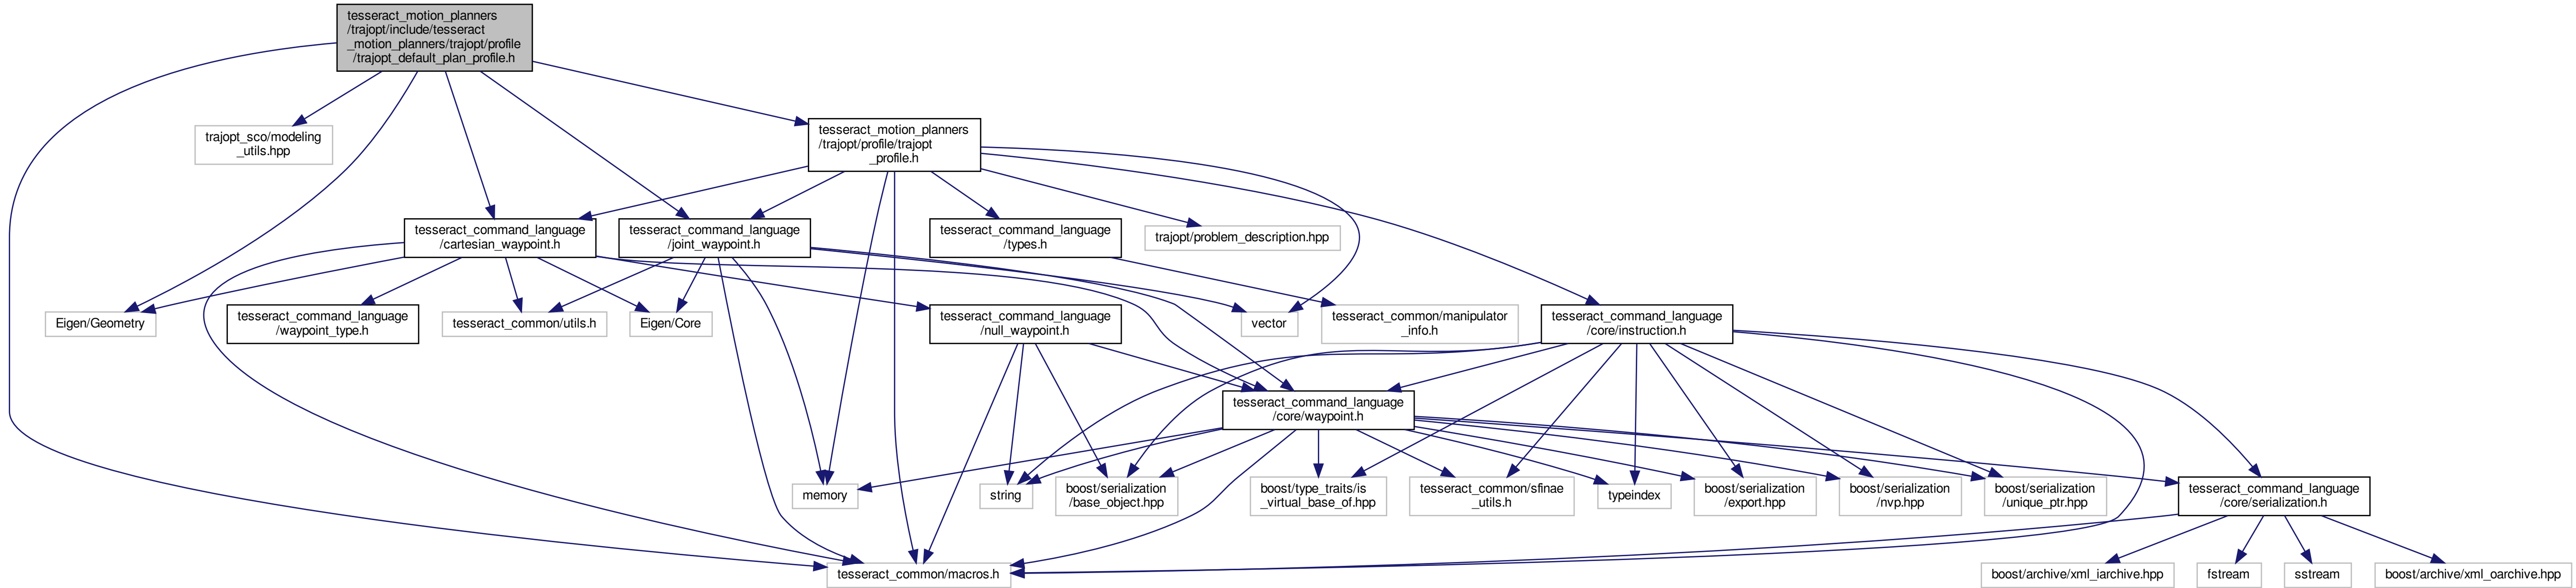 tesseract_motion_planners
/trajopt/include/tesseract
_motion_planners/trajopt/profile
/trajopt_default_plan_profile.h
trajopt_sco/modeling
_utils.hpp
tesseract_motion_planners
/trajopt/profile/trajopt
_profile.h
tesseract_command_language
/cartesian_waypoint.h
tesseract_command_language
/joint_waypoint.h
tesseract_command_language
/types.h
trajopt/problem_description.hpp
Eigen/Geometry
tesseract_command_language
/waypoint_type.h
tesseract_common/utils.h
Eigen/Core
tesseract_command_language
/null_waypoint.h
vector
tesseract_common/manipulator
_info.h
tesseract_command_language
/core/instruction.h
tesseract_command_language
/core/waypoint.h
memory
string
boost/serialization
/base_object.hpp
boost/type_traits/is
_virtual_base_of.hpp
tesseract_common/sfinae
_utils.h
typeindex
boost/serialization
/export.hpp
boost/serialization
/nvp.hpp
boost/serialization
/unique_ptr.hpp
tesseract_command_language
/core/serialization.h
tesseract_common/macros.h
boost/archive/xml_iarchive.hpp
fstream
sstream
boost/archive/xml_oarchive.hpp